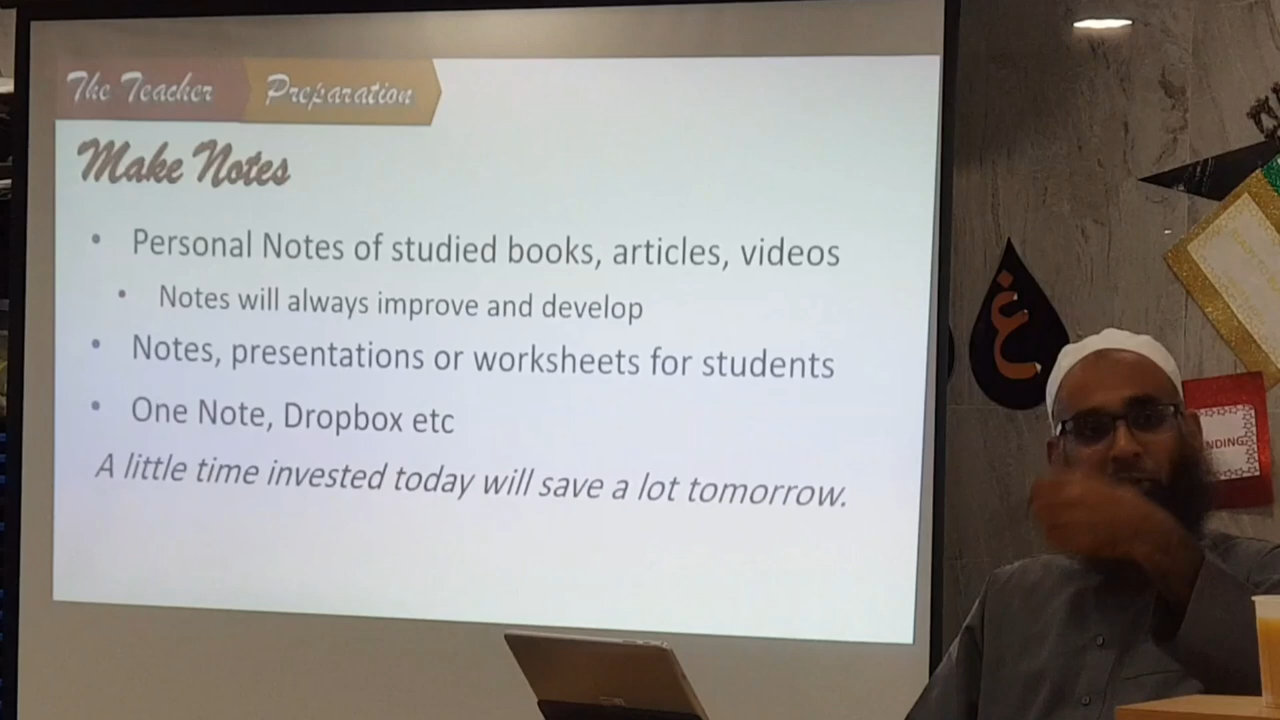 The Teacher Preparation
Make Notes
• Personal Notes of studied books, articles, videos
• Notes will always improve and develop
• Notes, presentations or worksheets for students
• One Note, Dropbox etc
A little time invested today will save a lot tomorrow.
غ
NDING